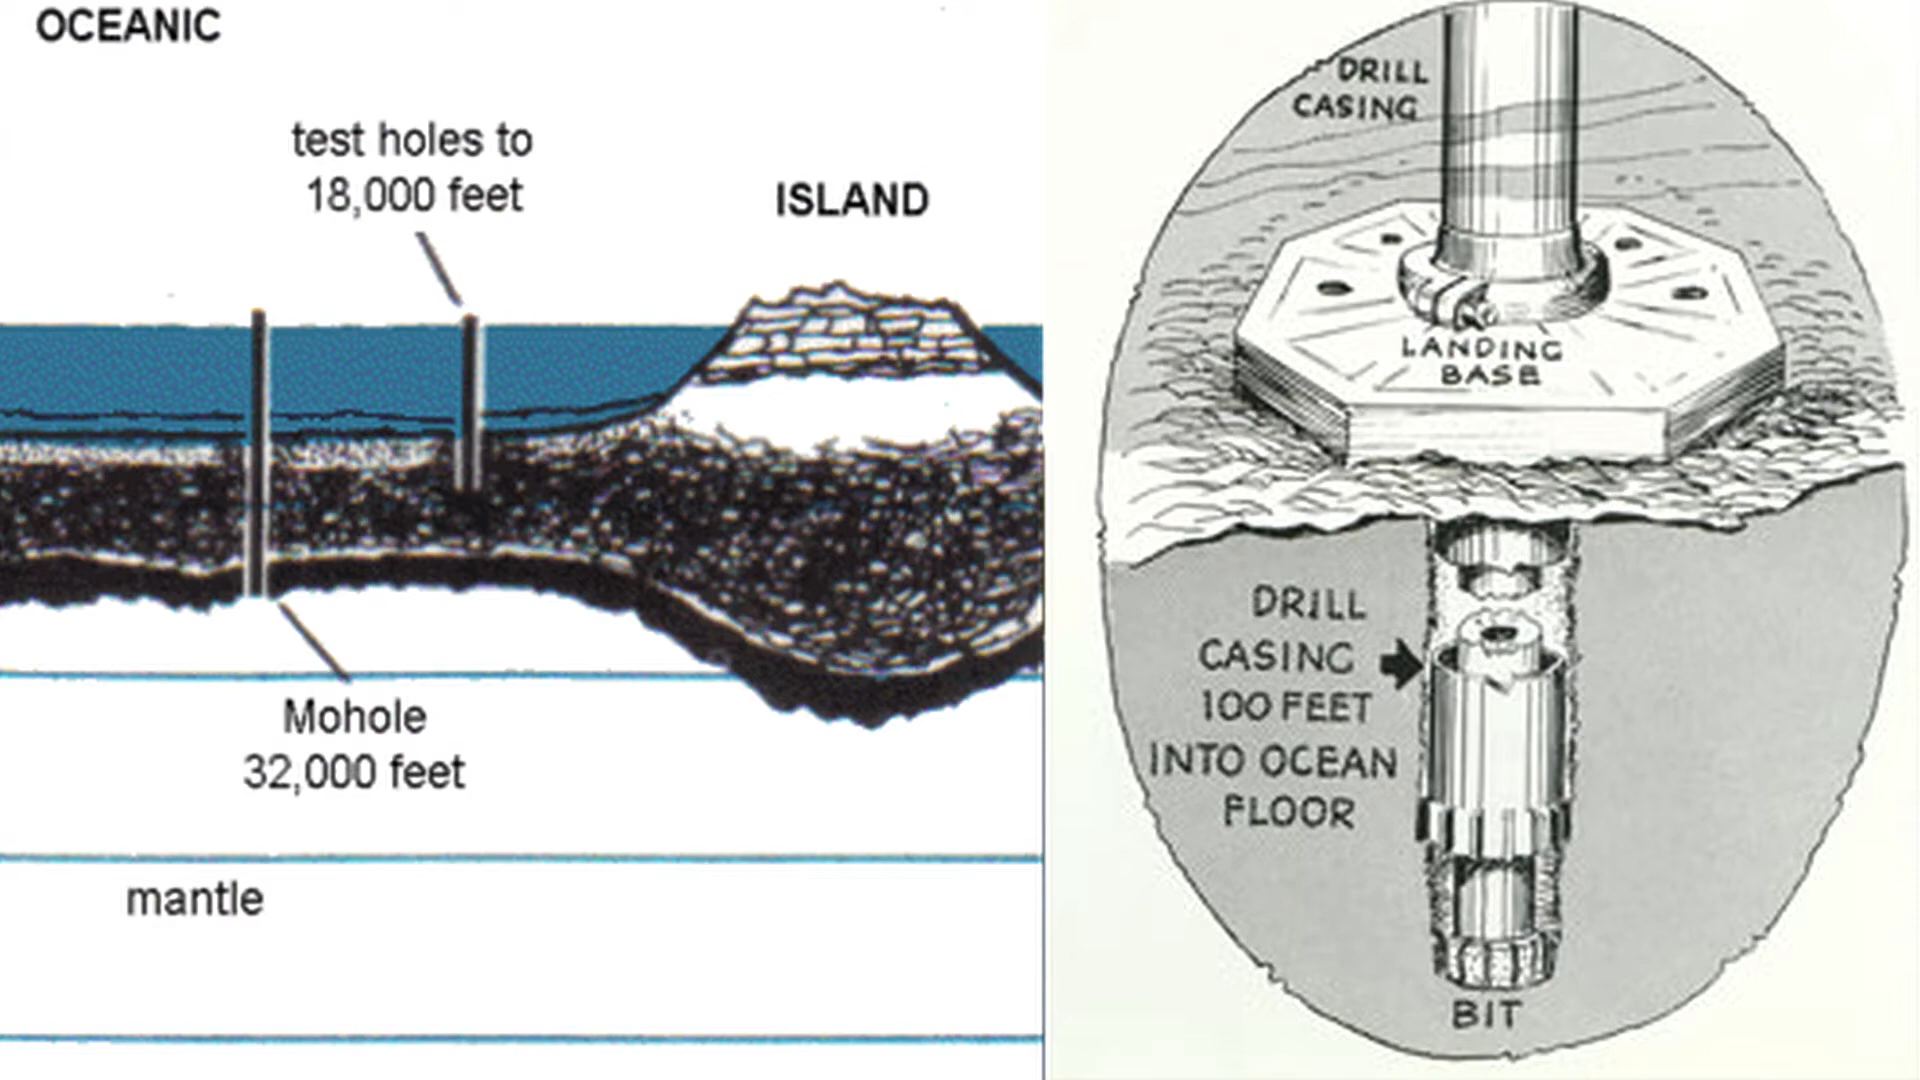 OCEANIC
test holes to
18,000 feet
ISLAND
Mohole
32,000 feet
mantle
DRILL
CASING
LANDING
BASE
DRILL
CASING
100 FEET
INTO OCEAN
FLOOR
BIT